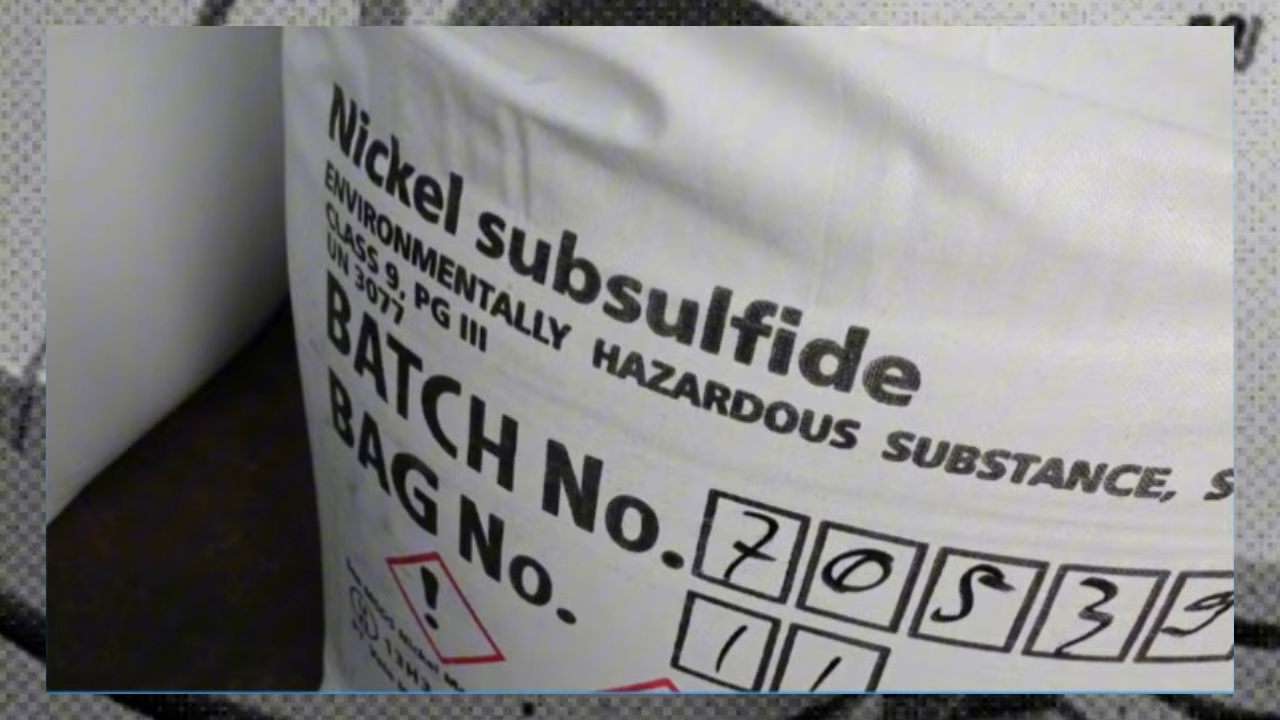 Nickel subsulfide
ENVIRONMENTALLY HAZARDOUS SUBSTANCE, S
CLASS 9, PG III
UN 3077
BATCH No. 7 0 5 3 9
BAG No. 1 1
!